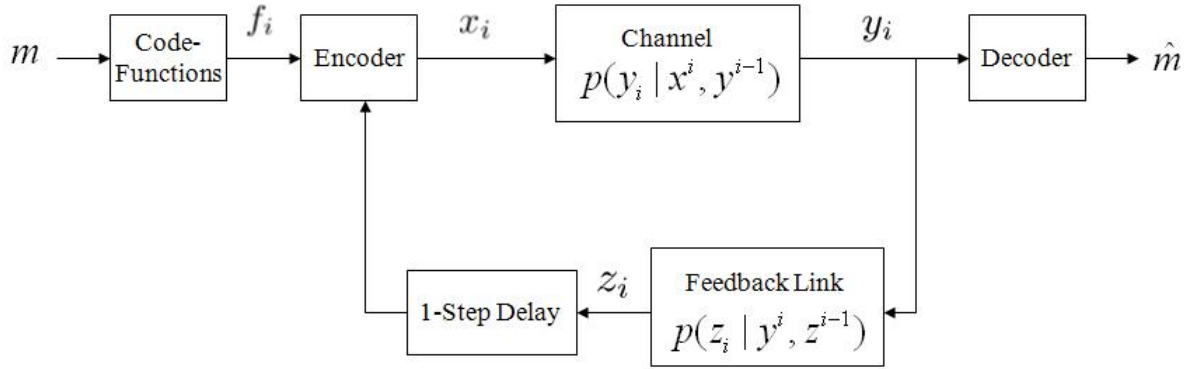 m
Code-
Functions
f_i
Encoder
x_i
Channel
p(y_i | x^i, y^{i-1})
y_i
Decoder
m̂
1-Step Delay
z_i
Feedback Link
p(z_i | y^i, z^{i-1})